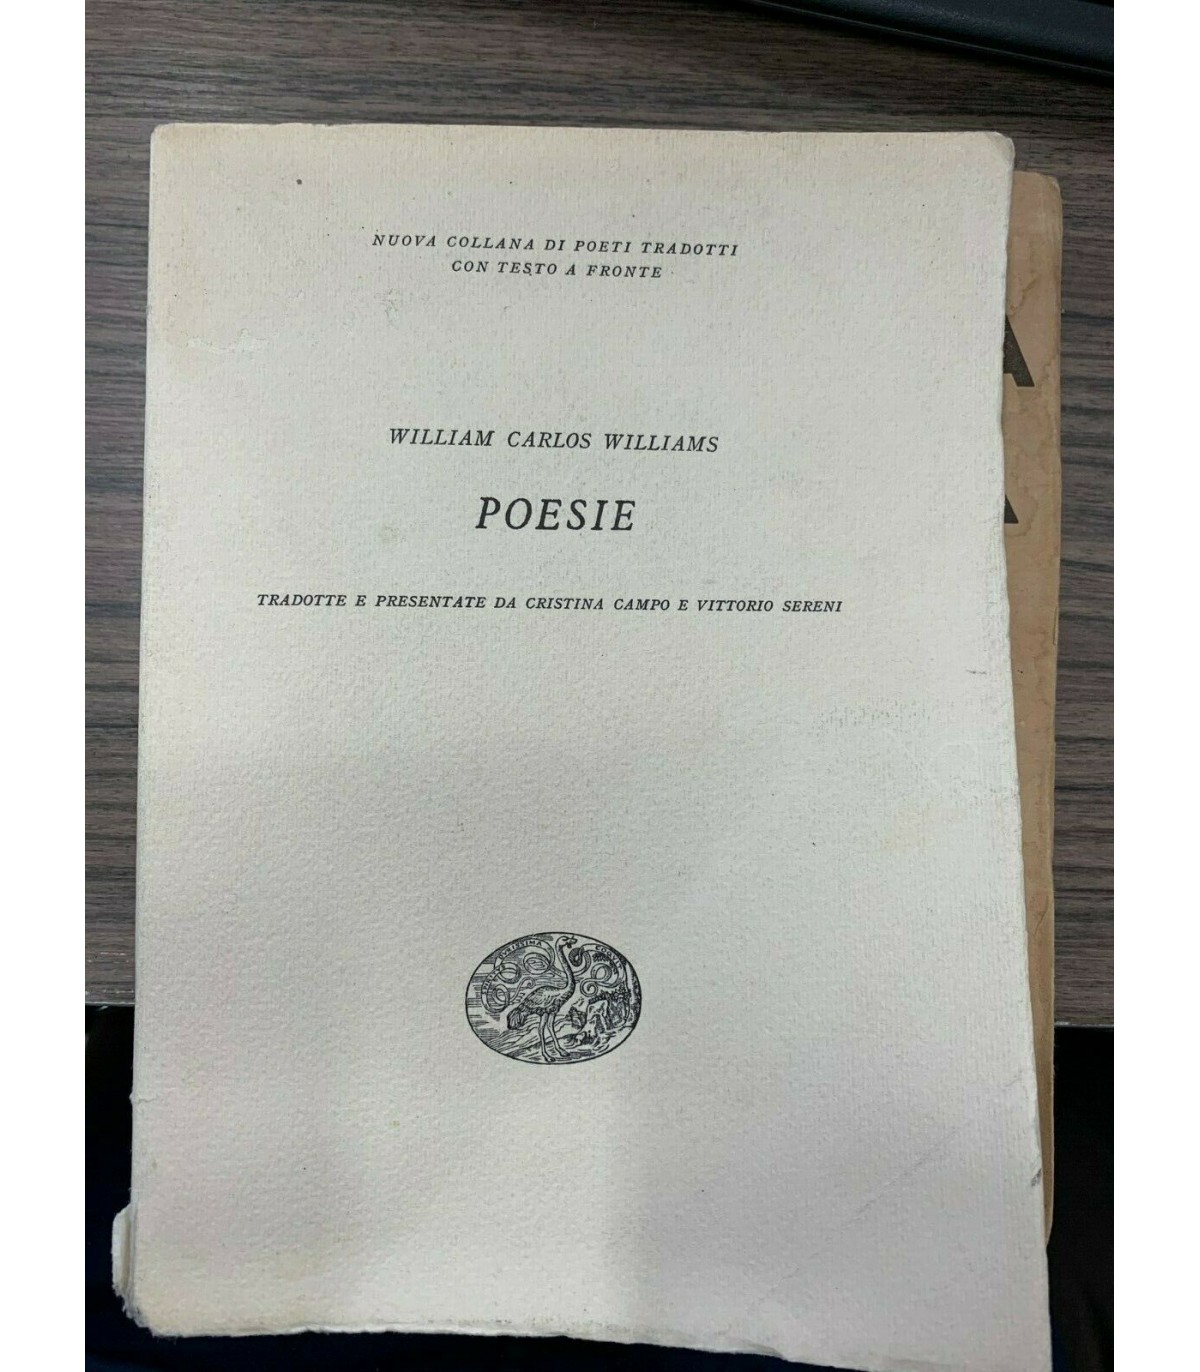 NUOVA COLLANA DI POETI TRADOTTI
CON TESTO A FRONTE
WILLIAM CARLOS WILLIAMS
POESIE
TRADOTTE E PRESENTATE DA CRISTINA CAMPO E VITTORIO SERENI
A